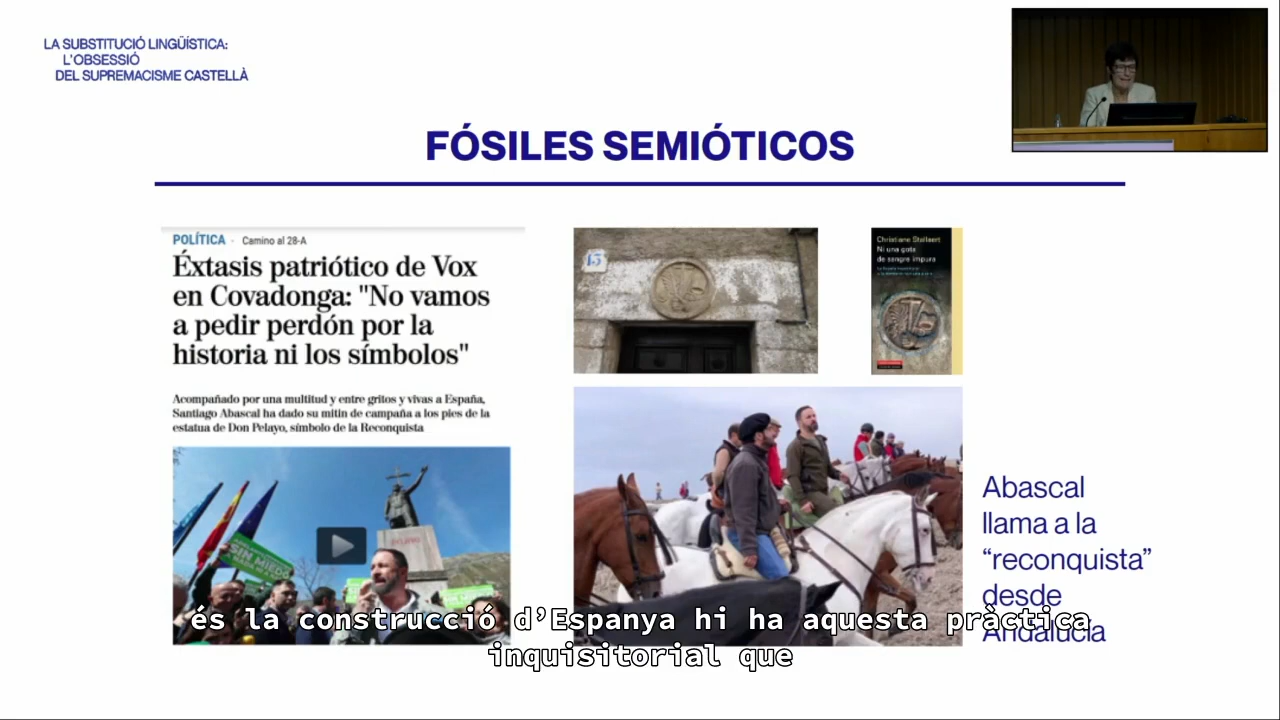 LA SUBSTITUCIÓ LINGÜÍSTICA:
L'OBSESSIÓ
DEL SUPREMACISME CASTELLÀ
FÓSILES SEMIÓTICOS
POLÍTICA - Camino al 28-A
Éxtasis patriótico de Vox
en Covadonga: "No vamos
a pedir perdón por la
historia ni los símbolos"
Acompañado por una multitud y entre gritos y vivas a España,
Santiago Abascal ha dado su mitin de campaña a los pies de la
estatua de Don Pelayo, símbolo de la Reconquista
SIN MIEDO
PELAYO
13
Christiane Stallaert
Ni una gota
de sangre impura
Abascal
llama a la
“reconquista”
desde
Andalucía
és la construcció d’Espanya hi ha aquesta pràctica
inquisitorial que